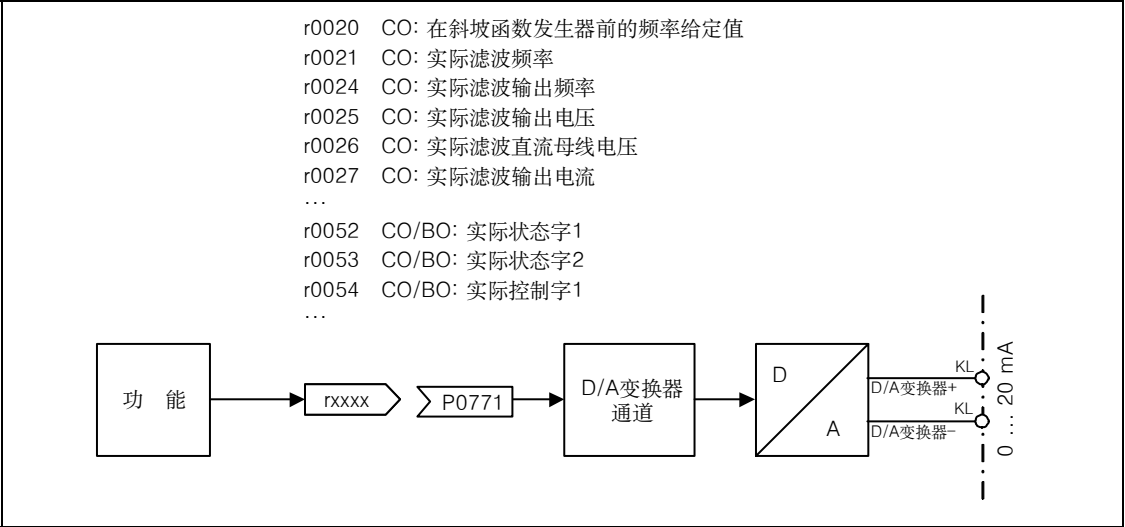 r0020 CO: 在斜坡函数发生器前的频率给定值
r0021 CO: 实际滤波频率
r0024 CO: 实际滤波输出频率
r0025 CO: 实际滤波输出电压
r0026 CO: 实际滤波直流母线电压
r0027 CO: 实际滤波输出电流
…
r0052 CO/BO: 实际状态字1
r0053 CO/BO: 实际状态字2
r0054 CO/BO: 实际控制字1
…
功 能
rxxxx
P0771
D/A变换器
通道
D
A
KL
D/A变换器+
KL
D/A变换器-
0 … 20 mA